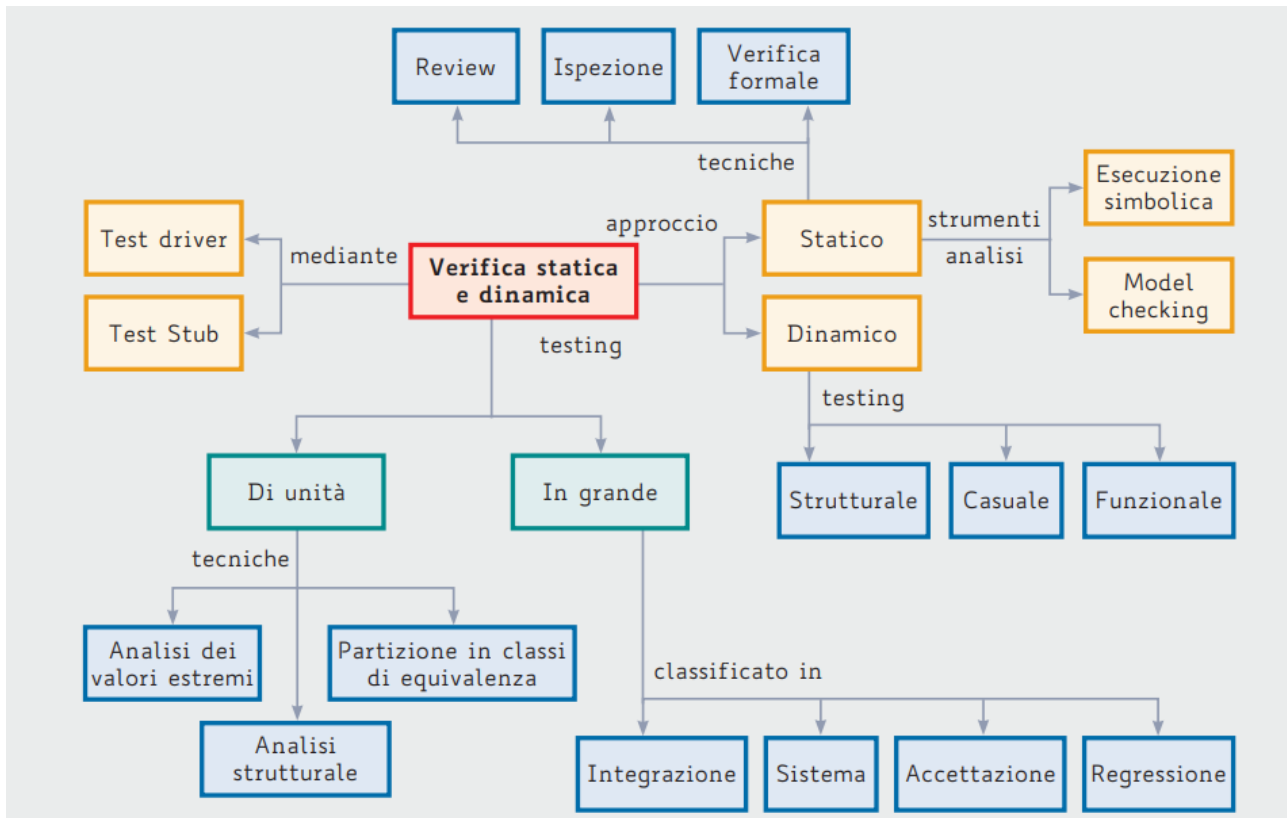 Review
Ispezione
Verifica
formale
tecniche
Esecuzione
simbolica
Test driver
mediante
Verifica statica
e dinamica
approccio
Statico
strumenti
analisi
Test Stub
testing
Dinamico
Model
checking
testing
Di unità
In grande
Strutturale
Casuale
Funzionale
tecniche
Analisi dei
valori estremi
Partizione in classi
di equivalenza
classificato in
Analisi
strutturale
Integrazione
Sistema
Accettazione
Regressione